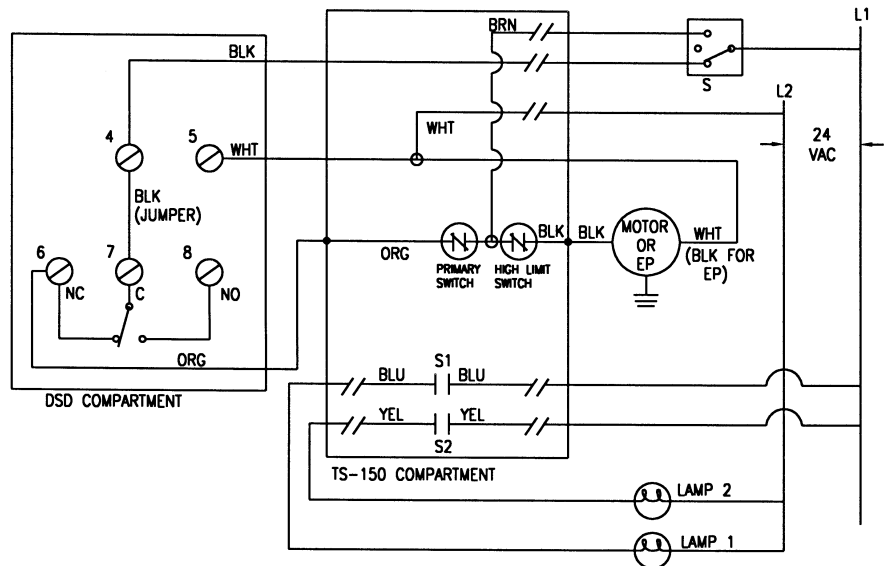 L1
BRN
BLK
S
L2
WHT
24
VAC
4
5
WHT
BLK
(JUMPER)
6
7
8
NC
C
NO
ORG
BLK
BLK
MOTOR
OR
EP
WHT
(BLK FOR
EP)
PRIMARY
SWITCH
HIGH LIMIT
SWITCH
ORG
S1
BLU
BLU
DSD COMPARTMENT
YEL
YEL
S2
TS-150 COMPARTMENT
LAMP 2
LAMP 1